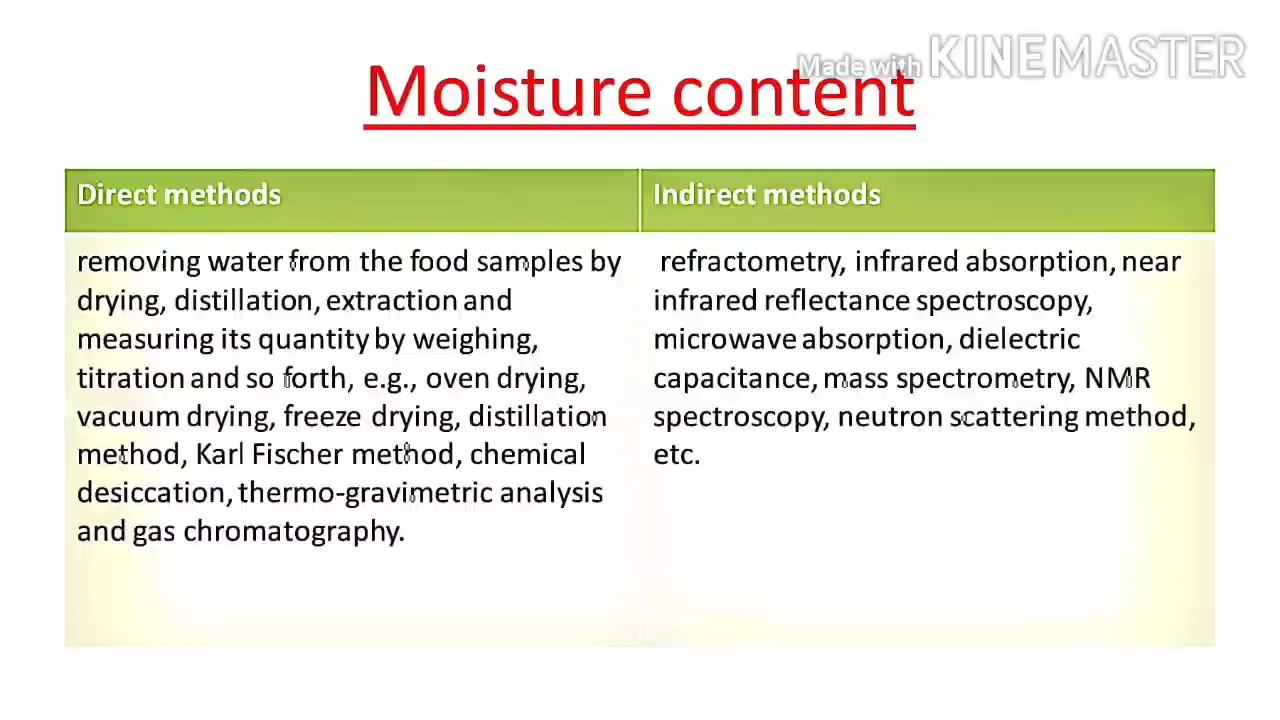 Made with KINEMASTER
Moisture content
Direct methods
removing water from the food samples by
drying, distillation, extraction and
measuring its quantity by weighing,
titration and so forth, e.g., oven drying,
vacuum drying, freeze drying, distillation
method, Karl Fischer method, chemical
desiccation, thermo-gravimetric analysis
and gas chromatography.
Indirect methods
refractometry, infrared absorption, near
infrared reflectance spectroscopy,
microwave absorption, dielectric
capacitance, mass spectrometry, NMR
spectroscopy, neutron scattering method,
etc.